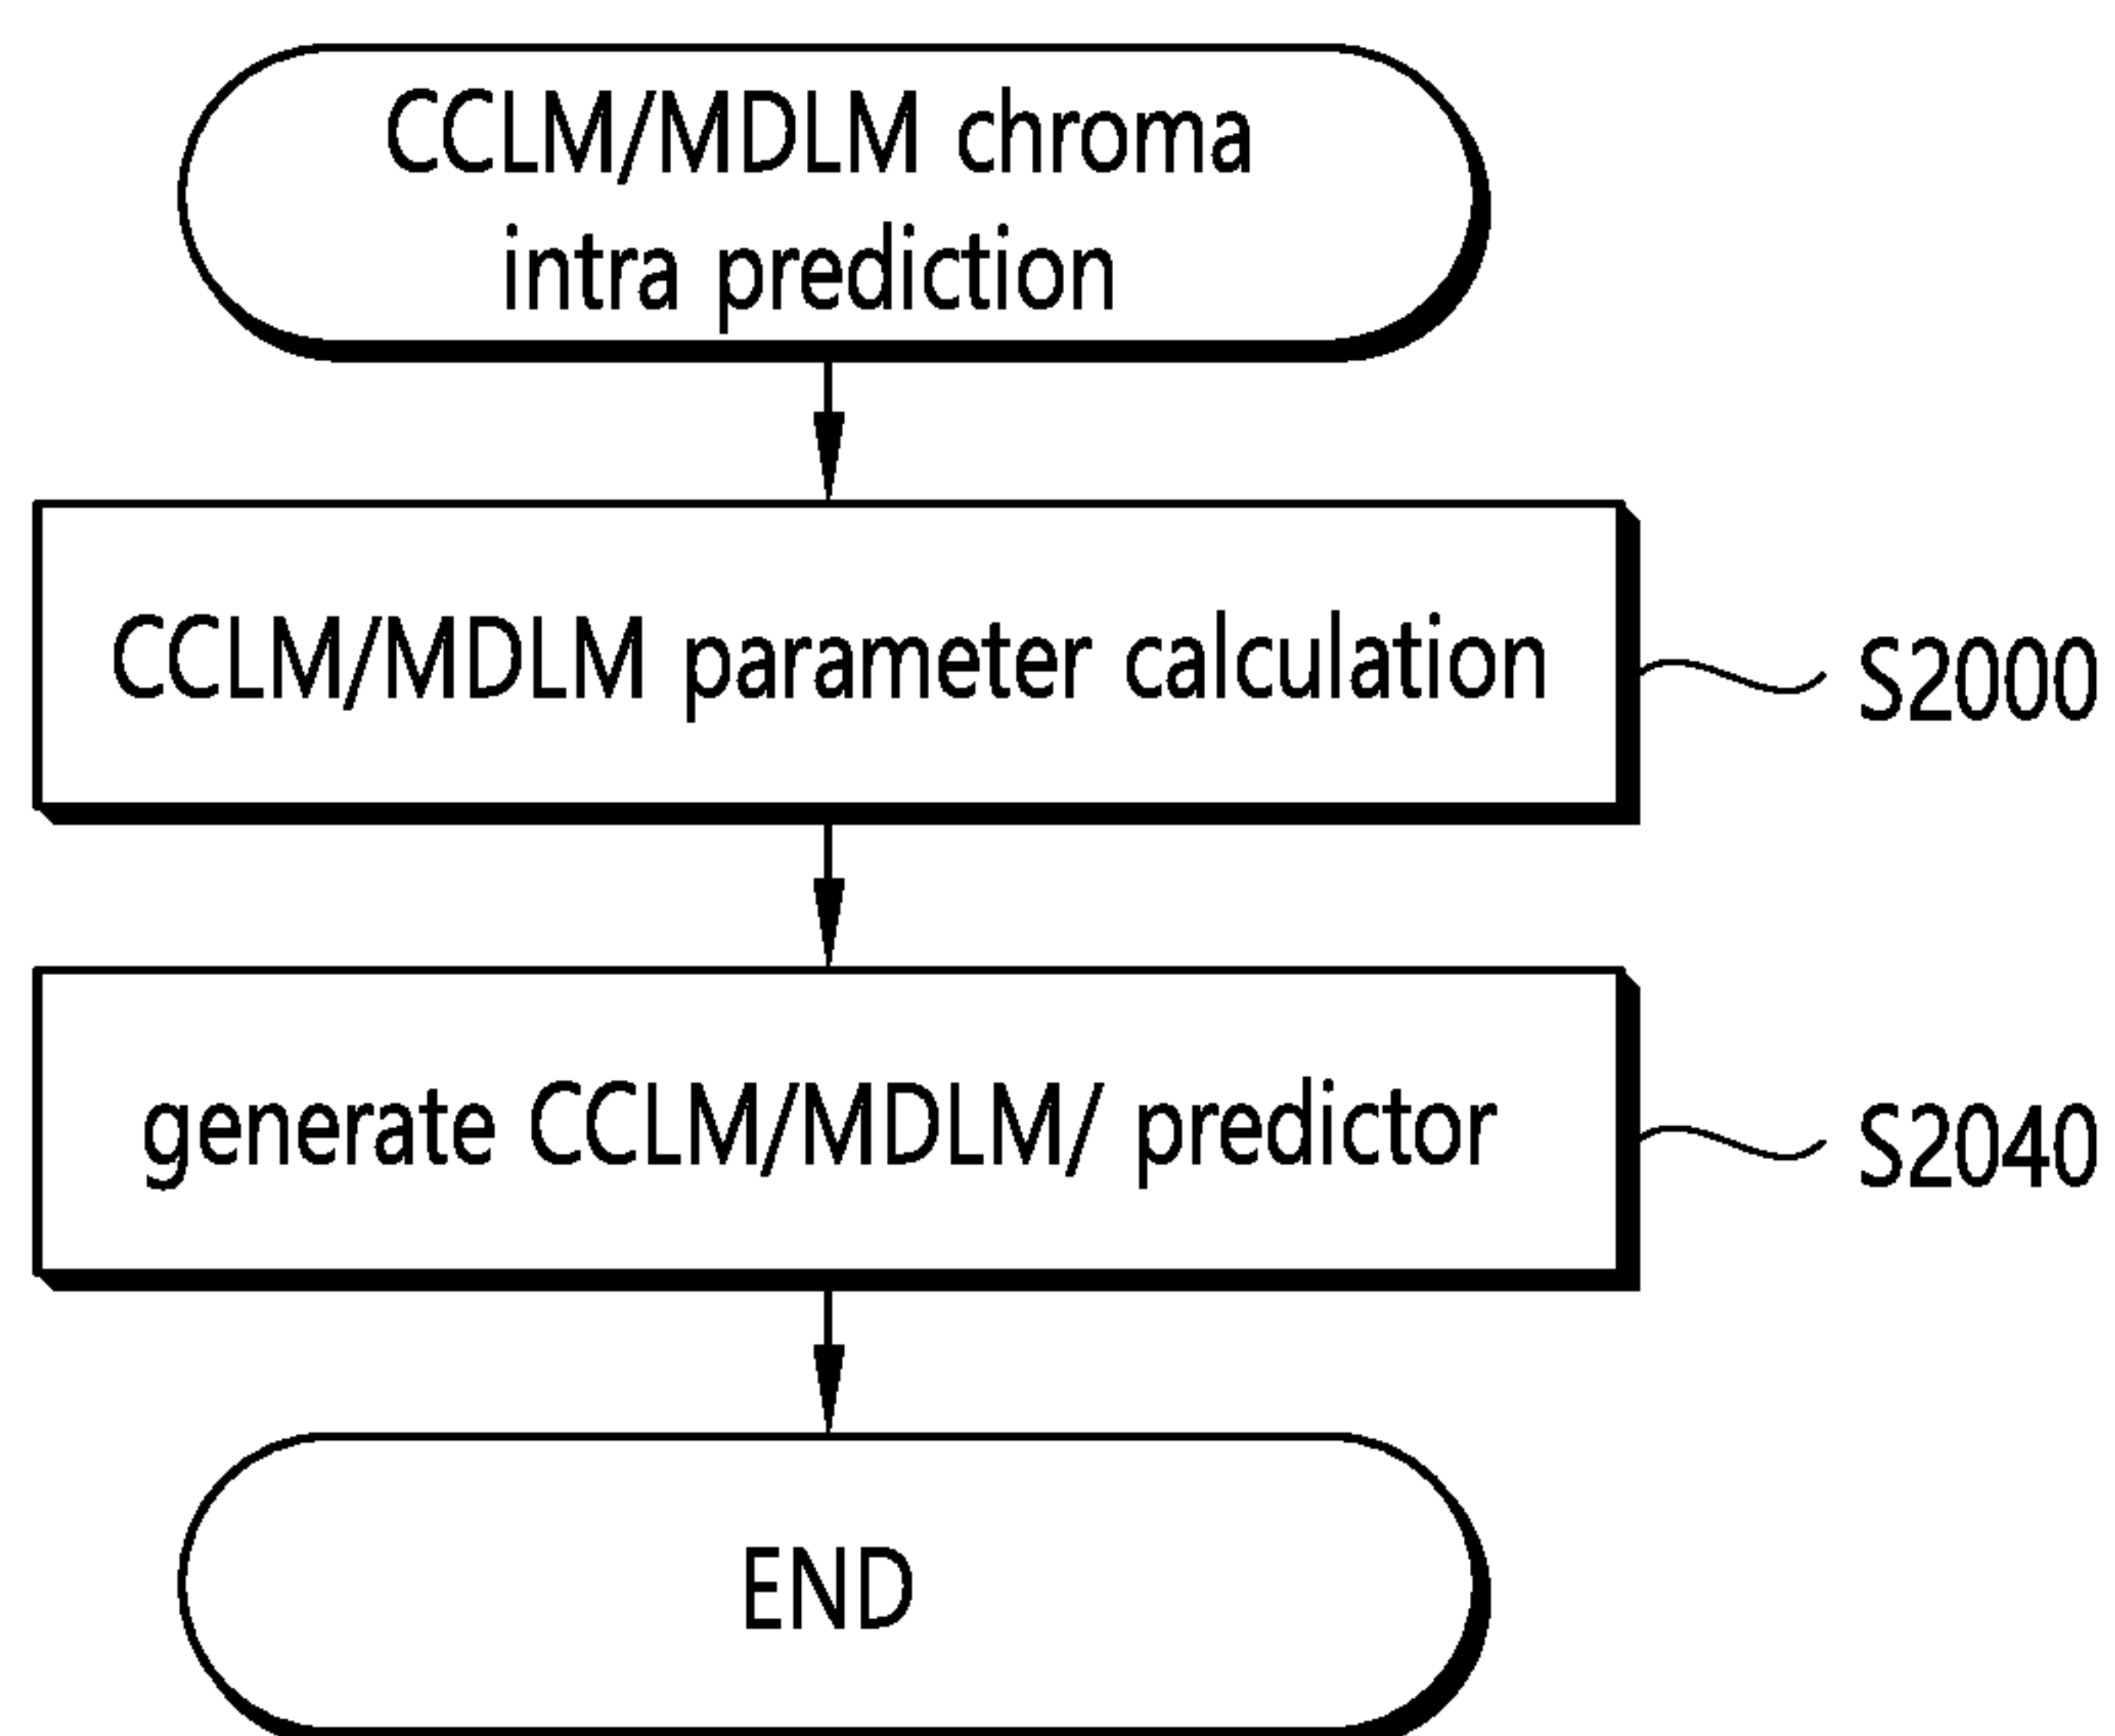 CCLM/MDLM chroma
intra prediction
CCLM/MDLM parameter calculation
S2000
generate CCLM/MDLM/ predictor
S2040
END